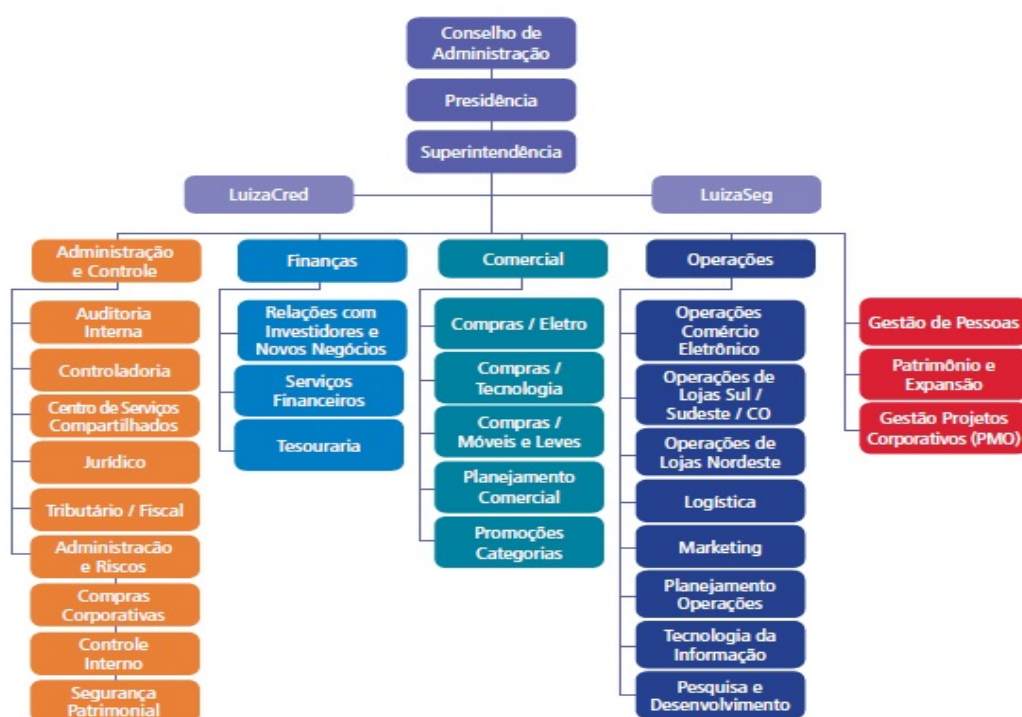 Conselho de
Administração
Presidência
Superintendência
LuizaCred
LuizaSeg
Administração
e Controle
Auditoria
Interna
Controladoria
Centro de Serviços
Compartilhados
Jurídico
Tributário / Fiscal
Administracão
e Riscos
Compras
Corporativas
Controle
Interno
Segurança
Patrimonial
Finanças
Relações com
Investidores e
Novos Negócios
Serviços
Financeiros
Tesouraria
Comercial
Compras / Eletro
Compras /
Tecnologia
Compras /
Móveis e Leves
Planejamento
Comercial
Promoções
Categorias
Operações
Operações
Comércio
Eletrônico
Operações de
Lojas Sul /
Sudeste / CO
Operações de
Lojas Nordeste
Logística
Marketing
Planejamento
Operações
Tecnologia da
Informação
Pesquisa e
Desenvolvimento
Gestão de Pessoas
Patrimônio e
Expansão
Gestão Projetos
Corporativos (PMO)